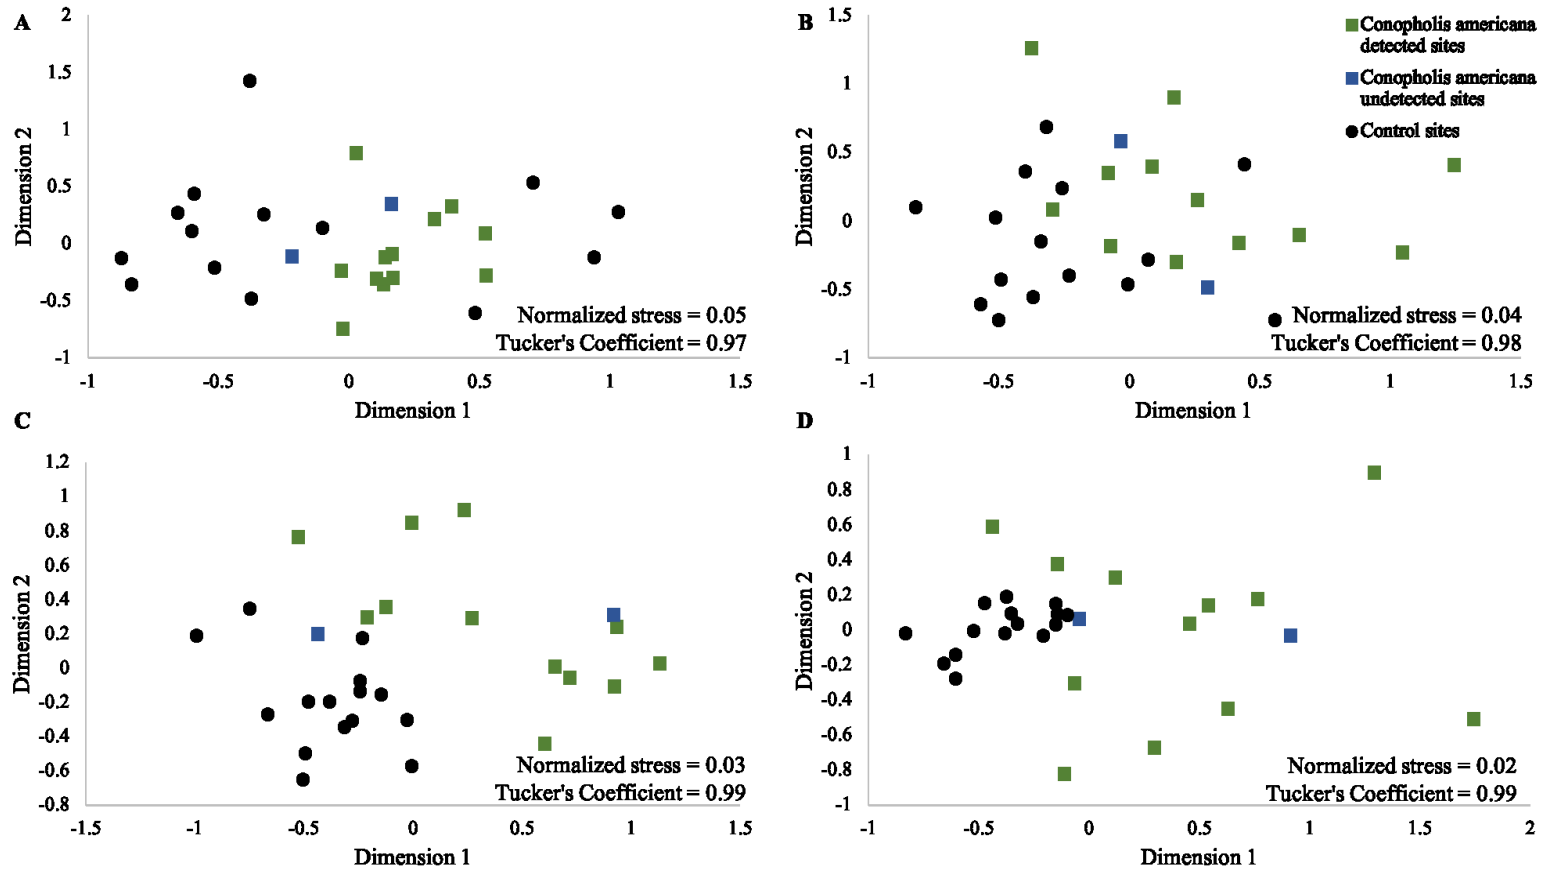 A
2
1.5
1
0.5
0
-0.5
-1
Dimension 2
-1
-0.5
0
0.5
1
1.5
Dimension 1
Normalized stress = 0.05
Tucker's Coefficient = 0.97
B
1.5
1
0.5
0
-0.5
-1
Dimension 2
-1
-0.5
0
0.5
1
1.5
Dimension 1
Conopholis americana
detected sites
Conopholis americana
undetected sites
Control sites
Normalized stress = 0.04
Tucker's Coefficient = 0.98
C
1.2
1
0.8
0.6
0.4
0.2
0
-0.2
-0.4
-0.6
-0.8
Dimension 2
-1.5
-1
-0.5
0
0.5
1
1.5
Dimension 1
Normalized stress = 0.03
Tucker's Coefficient = 0.99
D
1
0.8
0.6
0.4
0.2
0
-0.2
-0.4
-0.6
-0.8
-1
Dimension 2
-1
-0.5
0
0.5
1
1.5
2
Dimension 1
Normalized stress = 0.02
Tucker's Coefficient = 0.99